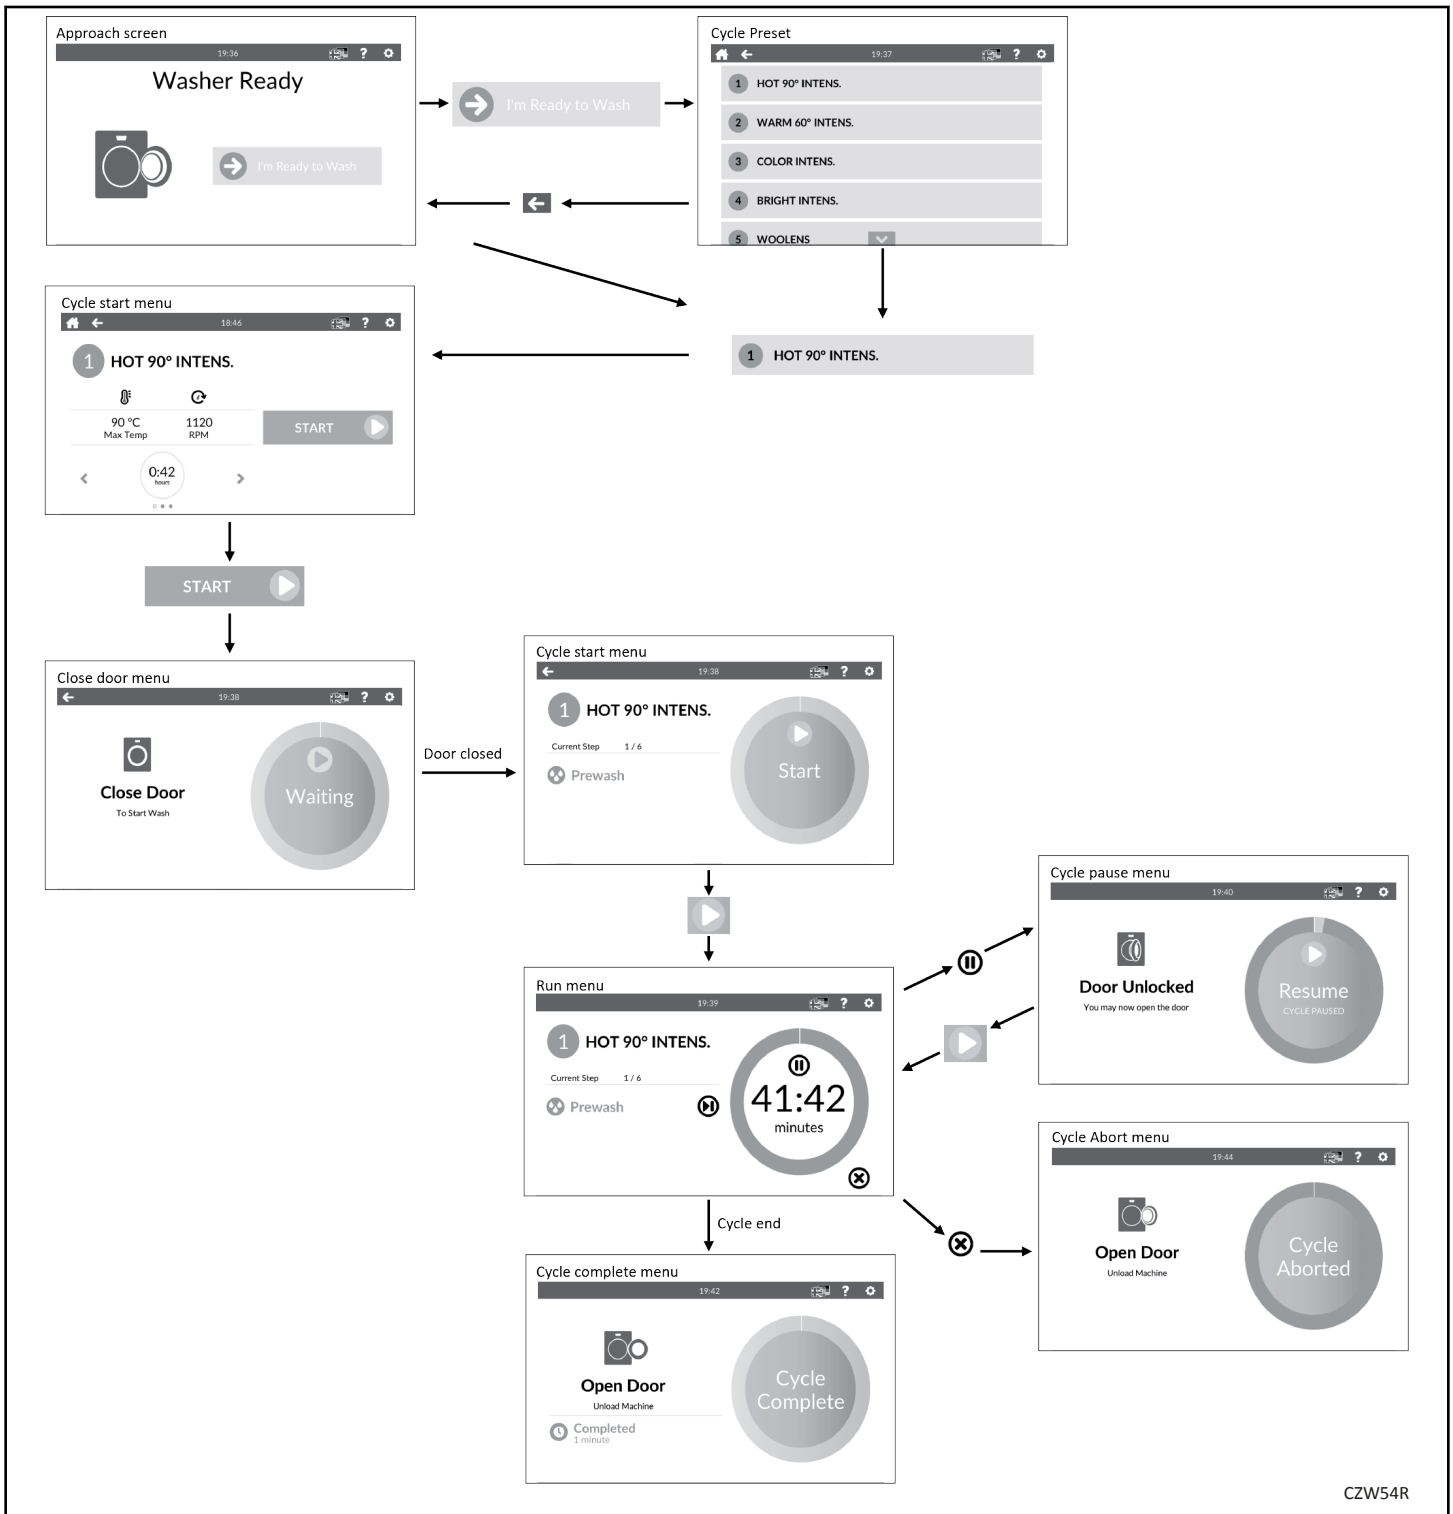 Approach screen
19:36
?
Washer Ready
I'm Ready to Wash
I'm Ready to Wash
Cycle Preset
19:37
?
1 HOT 90° INTENS.
2 WARM 60° INTENS.
3 COLOR INTENS.
4 BRIGHT INTENS.
5 WOOLENS
1 HOT 90° INTENS.
Cycle start menu
18:46
?
1 HOT 90° INTENS.
90 °C 1120
Max Temp RPM
START
0:42
hours
START
Close door menu
19:38
?
Close Door
To Start Wash
Waiting
Door closed
Cycle start menu
19:38
?
1 HOT 90° INTENS.
Current Step 1 / 6
Prewash
Start
Run menu
19:39
?
1 HOT 90° INTENS.
Current Step 1 / 6
Prewash
41:42
minutes
Cycle pause menu
19:40
?
Door Unlocked
You may now open the door
Resume
CYCLE PAUSED
Cycle Abort menu
19:44
?
Open Door
Unload Machine
Cycle
Aborted
Cycle end
Cycle complete menu
19:42
?
Open Door
Unload Machine
Completed
1 minute
Cycle
Complete
CZW54R